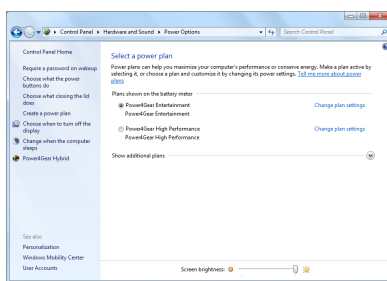 Control Panel ▸ Hardware and Sound ▸ Power Options
Search Control Panel
Control Panel Home
Require a password on wakeup
Choose what the power
buttons do
Choose what closing the lid
does
Create a power plan
Choose when to turn off the
display
Change when the computer
sleeps
Power4Gear Hybrid
See also
Personalization
Windows Mobility Center
User Accounts
Select a power plan
Power plans can help you maximize your computer's performance or conserve energy. Make a plan active by
selecting it, or choose a plan and customize it by changing its power settings. Tell me more about power
plans
Plans shown on the battery meter
Power4Gear Entertainment Change plan settings
Power4Gear Entertainment
Power4Gear High Performance Change plan settings
Power4Gear High Performance
Show additional plans
Screen brightness: